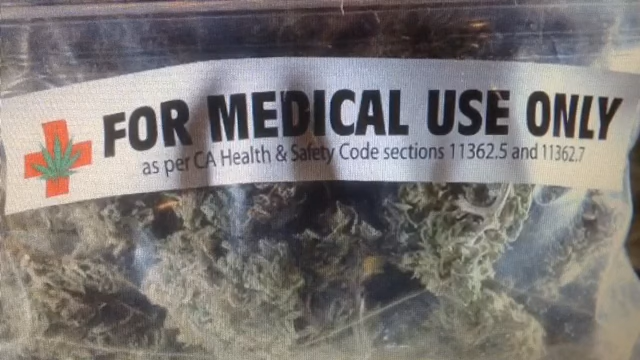 FOR MEDICAL USE ONLY
as per CA Health & Safety Code sections 11362.5 and 11362.7